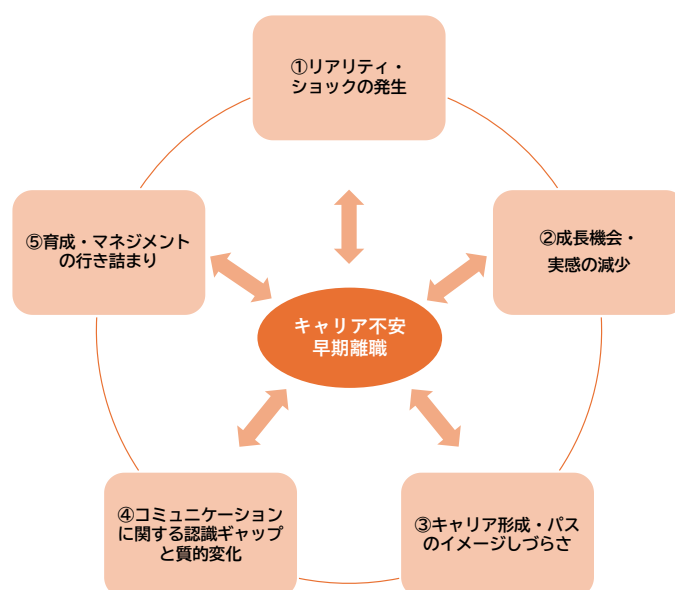 ①リアリティ・
ショックの発生
②成長機会・
実感の減少
③キャリア形成・パス
のイメージしづらさ
④コミュニケーション
に関する認識ギャップ
と質的変化
⑤育成・マネジメント
の行き詰まり
キャリア不安
早期離職